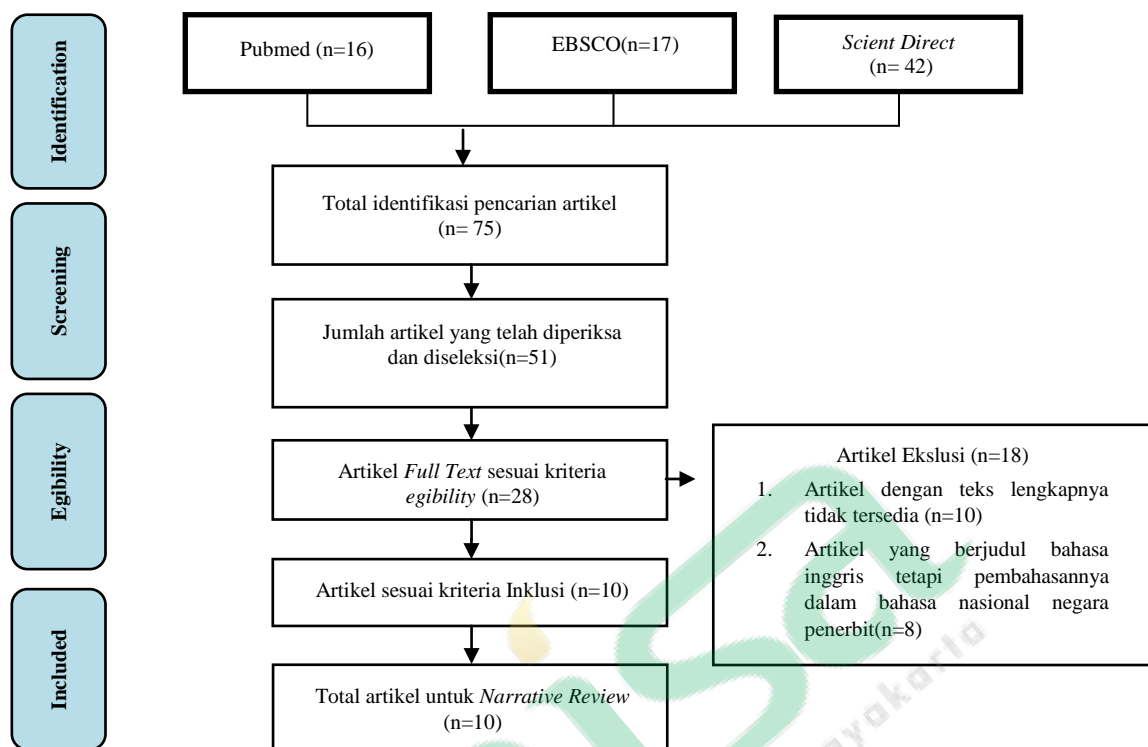 Identification
Pubmed (n=16)
EBSCO(n=17)
Scient Direct
(n= 42)
Total identifikasi pencarian artikel
(n= 75)
Screening
Jumlah artikel yang telah diperiksa
dan diseleksi(n=51)
Egibility
Artikel Full Text sesuai kriteria
egibility (n=28)
Artikel Ekslusi (n=18)
1. Artikel dengan teks lengkapnya
tidak tersedia (n=10)
2. Artikel yang berjudul bahasa
inggris tetapi pembahasannya
dalam bahasa nasional negara
penerbit(n=8)
Artikel sesuai kriteria Inklusi (n=10)
Included
Total artikel untuk Narrative Review
(n=10)